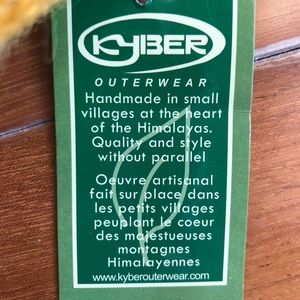 KYBER
OUTERWEAR
Handmade in small
villages at the heart
of the Himalayas.
Quality and style
without parallel
Oeuvre artisanal
fait sur place dans
les petits villages
peuplant le coeur
des majestueuses
montagnes
Himalayennes
www.kyberouterwear.com